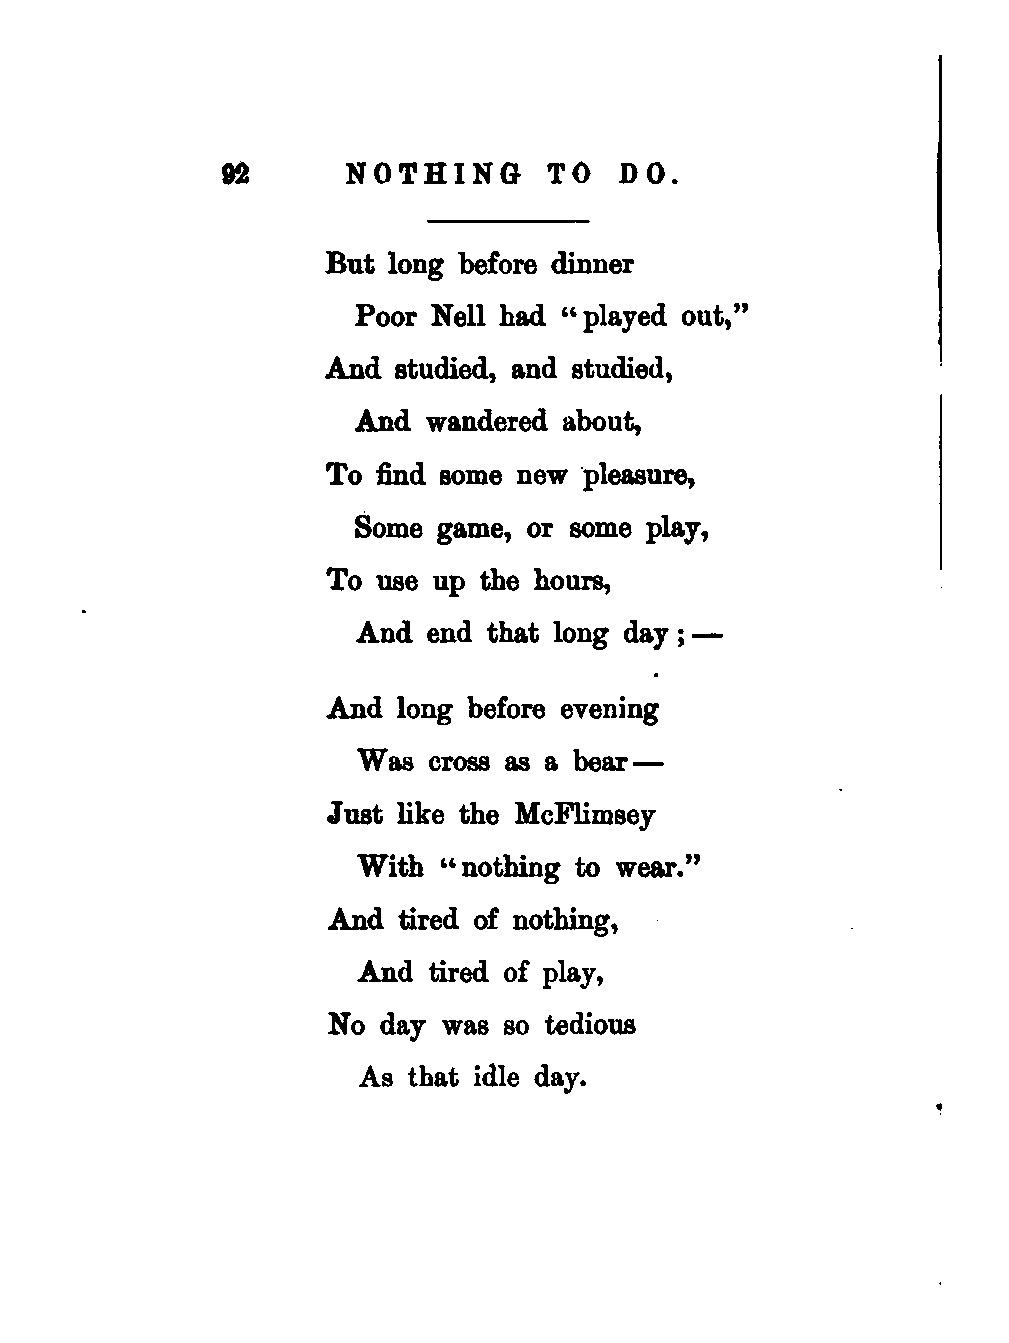 92 NOTHING TO DO.
But long before dinner
Poor Nell had "played out,"
And studied, and studied,
And wandered about,
To find some new pleasure,
Some game, or some play,
To use up the hours,
And end that long day;—
And long before evening
Was cross as a bear—
Just like the McFlimsey
With "nothing to wear."
And tired of nothing,
And tired of play,
No day was so tedious
As that idle day.